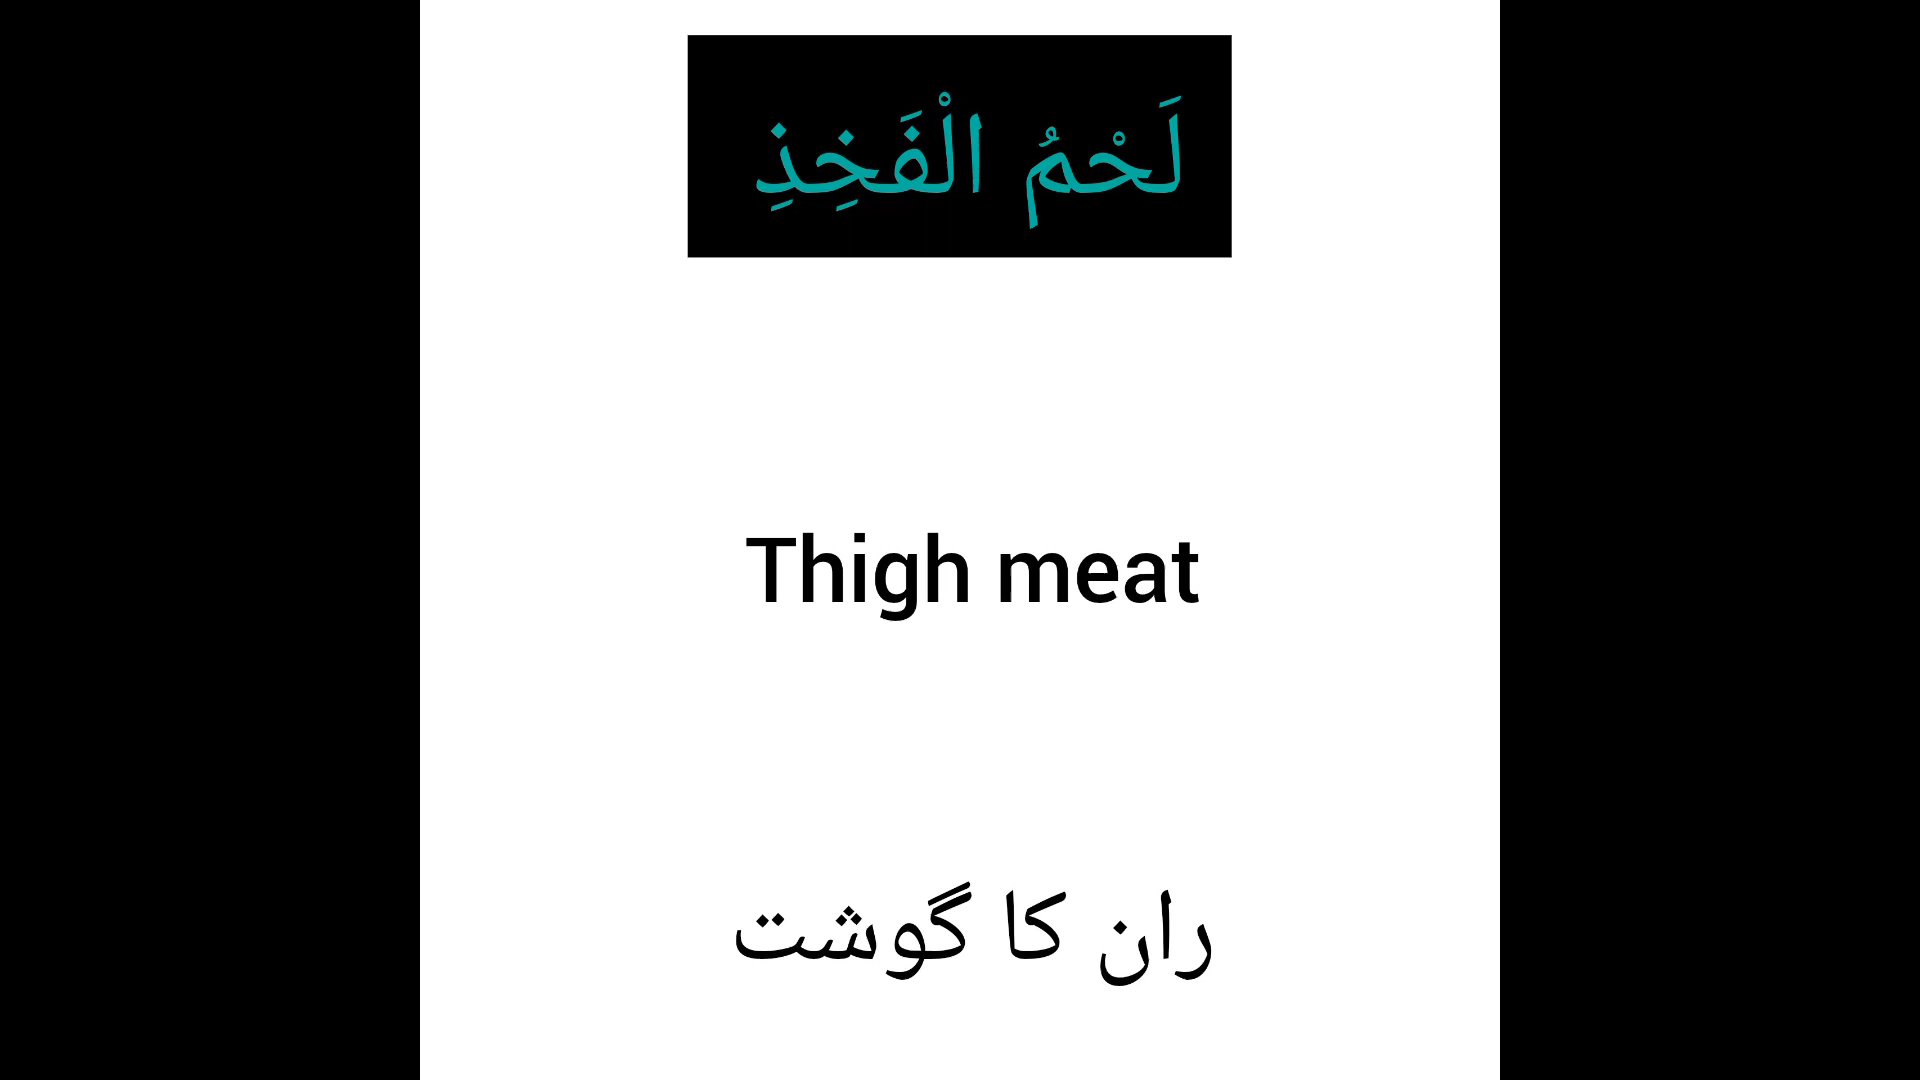 لَحْمُ الْفَخِذِ
Thigh meat
ران کا گوشت